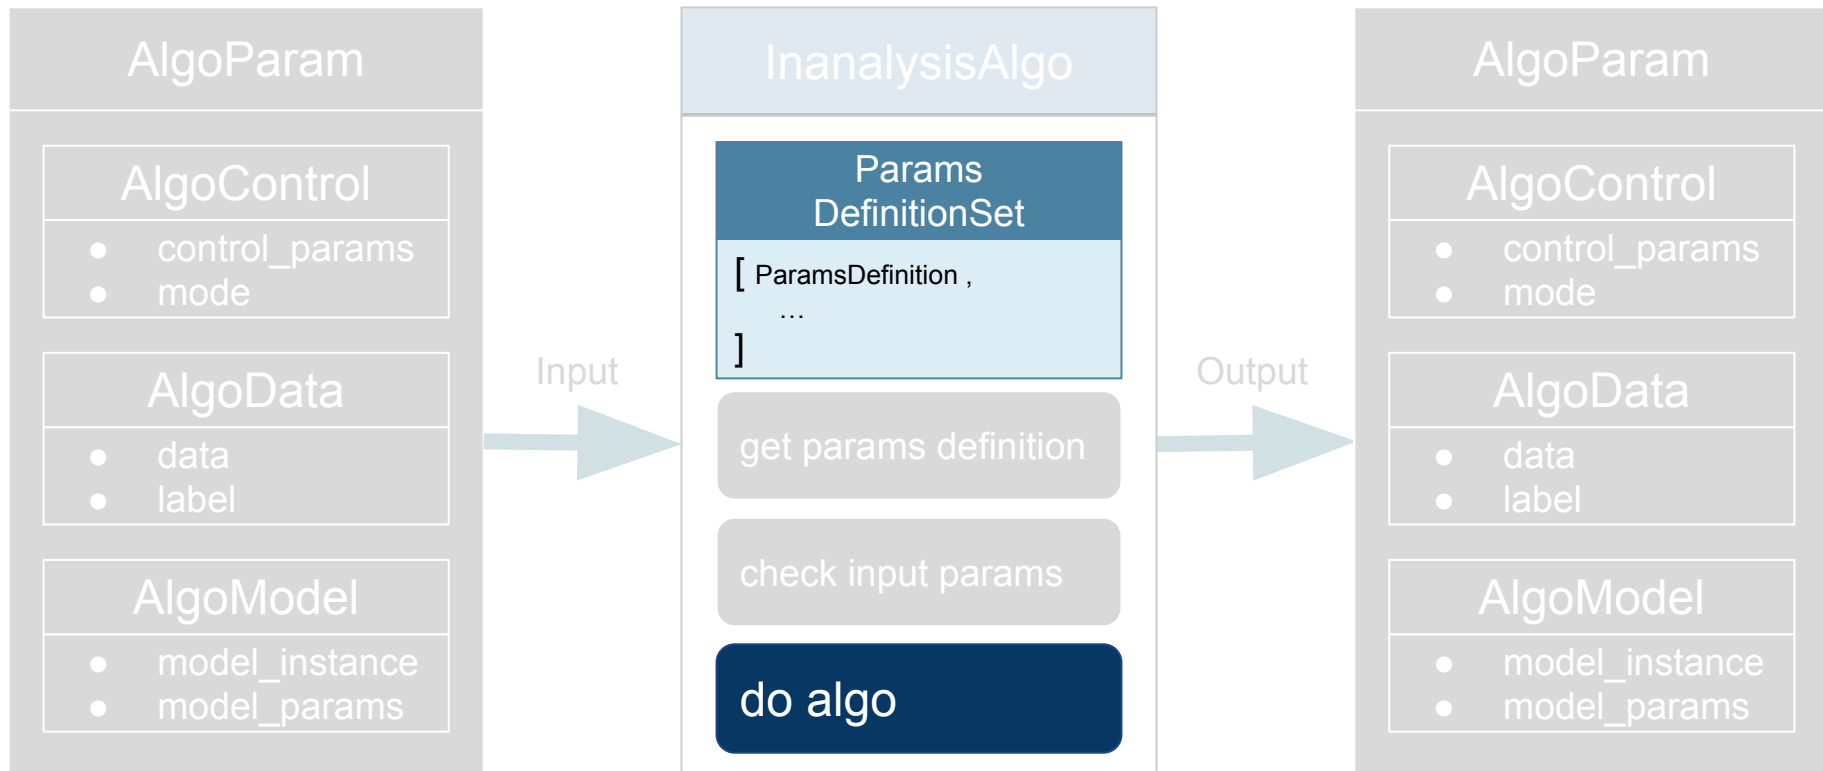 AlgoParam
AlgoControl
● control_params
● mode
AlgoData
● data
● label
AlgoModel
● model_instance
● model_params
Input
InanalysisAlgo
Params
DefinitionSet
[ ParamsDefinition ,
...
]
get params definition
check input params
do algo
Output
AlgoParam
AlgoControl
● control_params
● mode
AlgoData
● data
● label
AlgoModel
● model_instance
● model_params